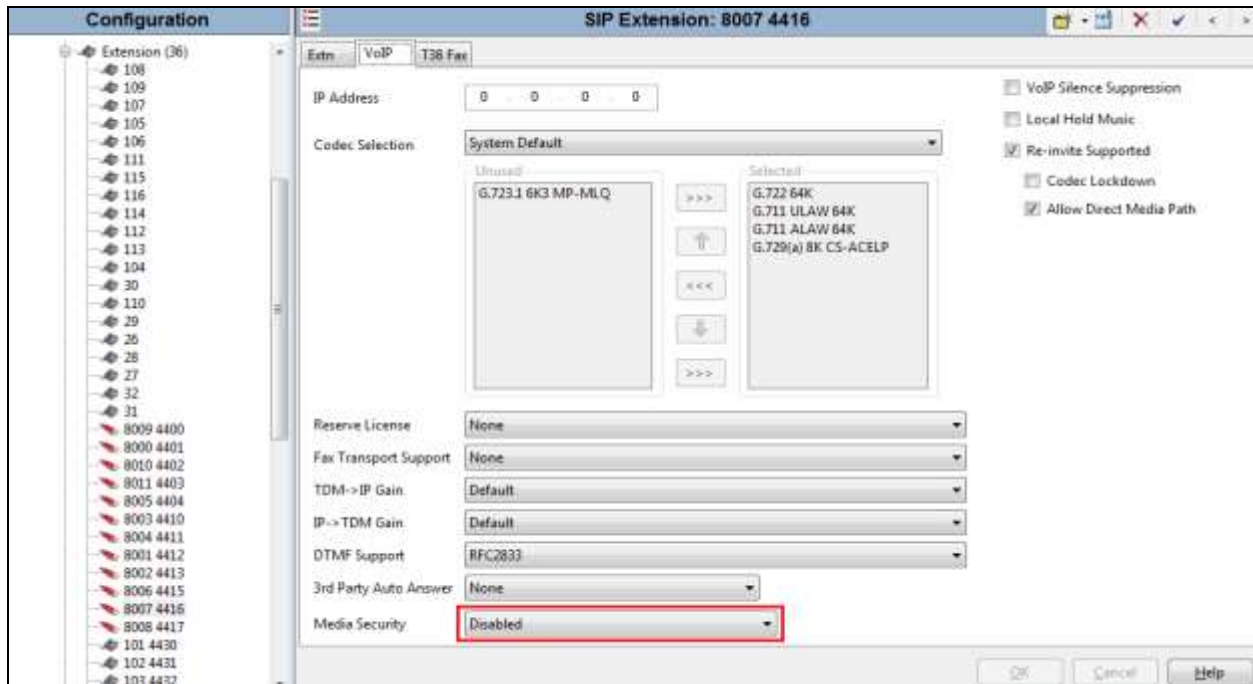 Configuration
Extension (36)
108
109
107
105
106
111
115
116
114
112
113
104
30
110
29
26
28
27
32
31
8009 4400
8000 4401
8010 4402
8011 4403
8005 4404
8003 4410
8004 4411
8001 4412
8002 4413
8006 4415
8007 4416
8008 4417
101 4430
102 4431
103 4432
SIP Extension: 8007 4416
Extn VoIP T38 Fax
IP Address 0 . 0 . 0 . 0
Codec Selection System Default
Unused
G.723.1 6K3 MP-MLQ
>>>
<<<
>>>
Selected
G.722 64K
G.711 ULAW 64K
G.711 ALAW 64K
G.729(a) 8K CS-ACELP
Reserve License None
Fax Transport Support None
TDM->IP Gain Default
IP->TDM Gain Default
DTMF Support RFC2833
3rd Party Auto Answer None
Media Security Disabled
VoIP Silence Suppression
Local Hold Music
Re-invite Supported
Codec Lockdown
Allow Direct Media Path
OK Cancel Help